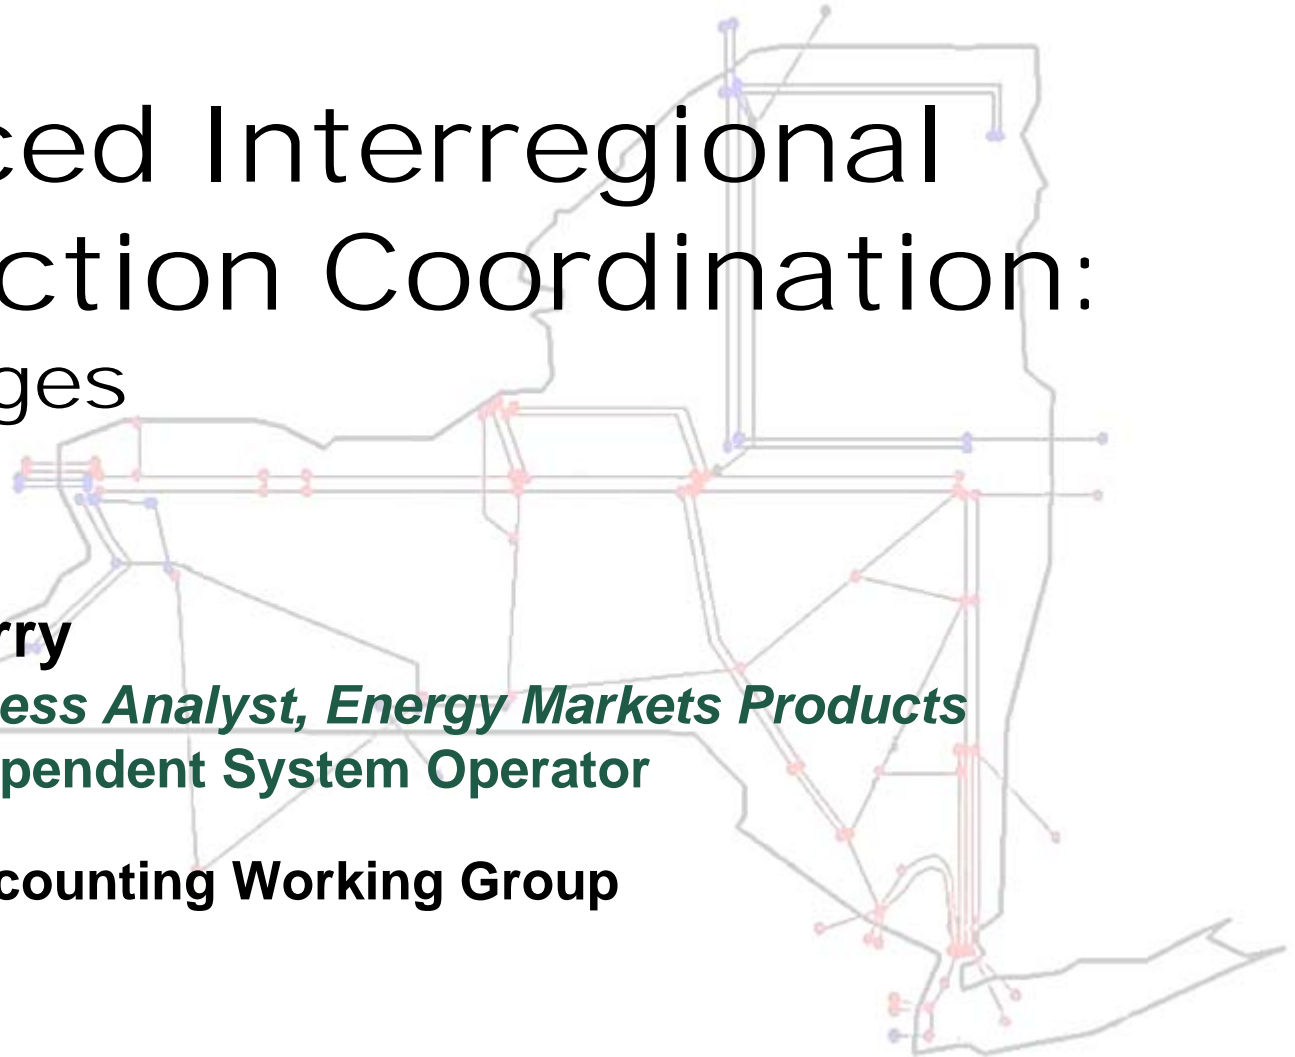 ced Interregional
ction Coordination:
ges
rry
ess Analyst, Energy Markets Products
pendent System Operator
counting Working Group